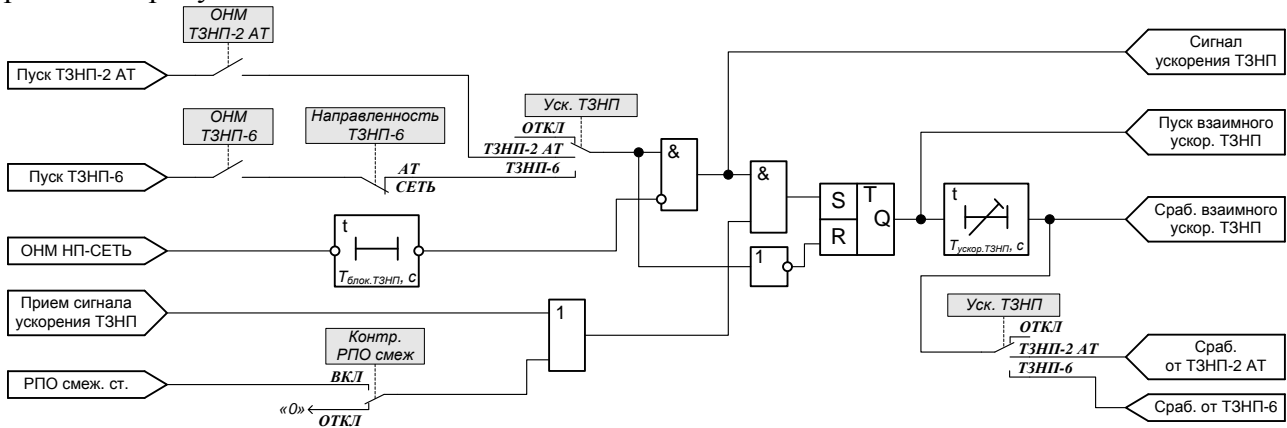 ОНМ
ТЗНП-2 АТ
Сигнал
ускорения ТЗНП
Пуск ТЗНП-2 АТ
Уск. ТЗНП
ОТКЛ
ТЗНП-2 АТ
ТЗНП-6
ОНМ
ТЗНП-6
Направленность
ТЗНП-6
Пуск взаимного
ускор. ТЗНП
Пуск ТЗНП-6
АТ
СЕТЬ
&
&
S
T
R
Q
t
Tускор.ТЗНП, с
Сраб. взаимного
ускор. ТЗНП
ОНМ НП-СЕТЬ
t
Tблок.ТЗНП, с
1
Прием сигнала
ускорения ТЗНП
1
Уск. ТЗНП
ОТКЛ
ТЗНП-2 АТ
ТЗНП-6
Сраб.
от ТЗНП-2 АТ
Контр.
РПО смеж
РПО смеж. ст.
ВКЛ
«0»
ОТКЛ
Сраб. от ТЗНП-6